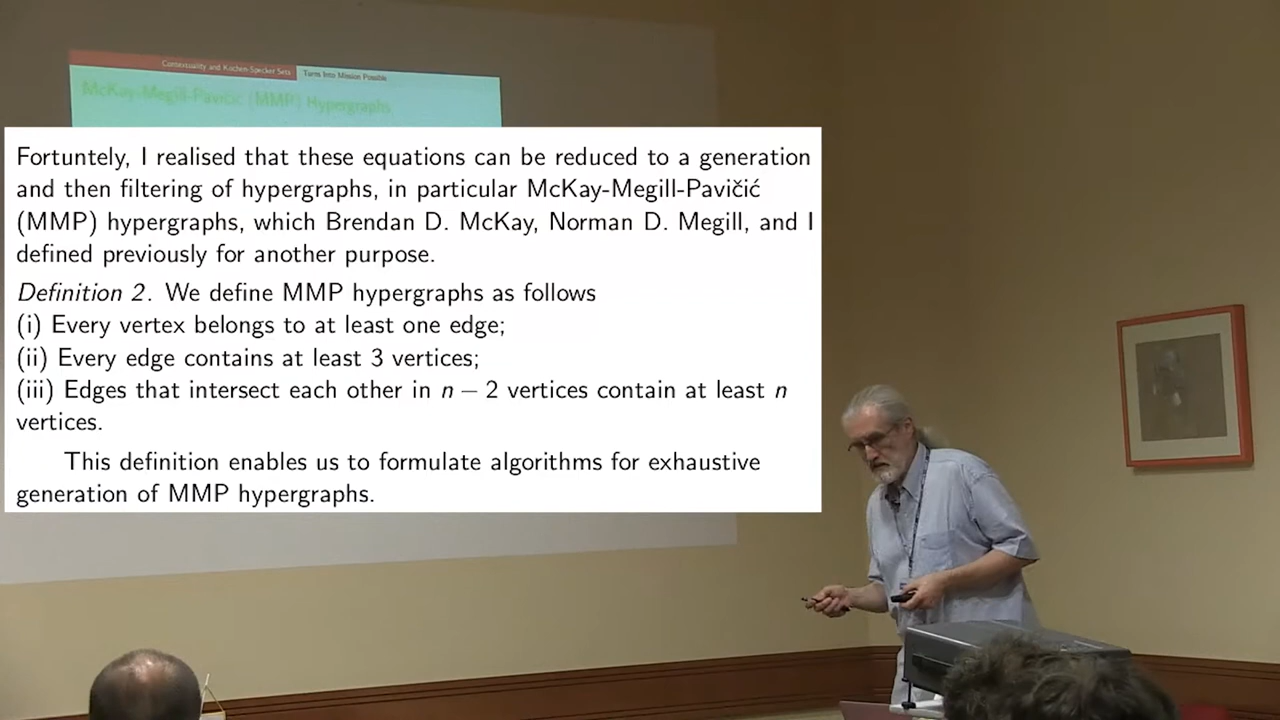 Contextuality and Kochen-Specker Sets Turns Into Mission Possible
McKay-Megill-Pavičić (MMP) Hypergraphs
Fortuntely, I realised that these equations can be reduced to a generation
and then filtering of hypergraphs, in particular McKay-Megill-Pavičić
(MMP) hypergraphs, which Brendan D. McKay, Norman D. Megill, and I
defined previously for another purpose.
Definition 2. We define MMP hypergraphs as follows
(i) Every vertex belongs to at least one edge;
(ii) Every edge contains at least 3 vertices;
(iii) Edges that intersect each other in n − 2 vertices contain at least n
vertices.
This definition enables us to formulate algorithms for exhaustive
generation of MMP hypergraphs.